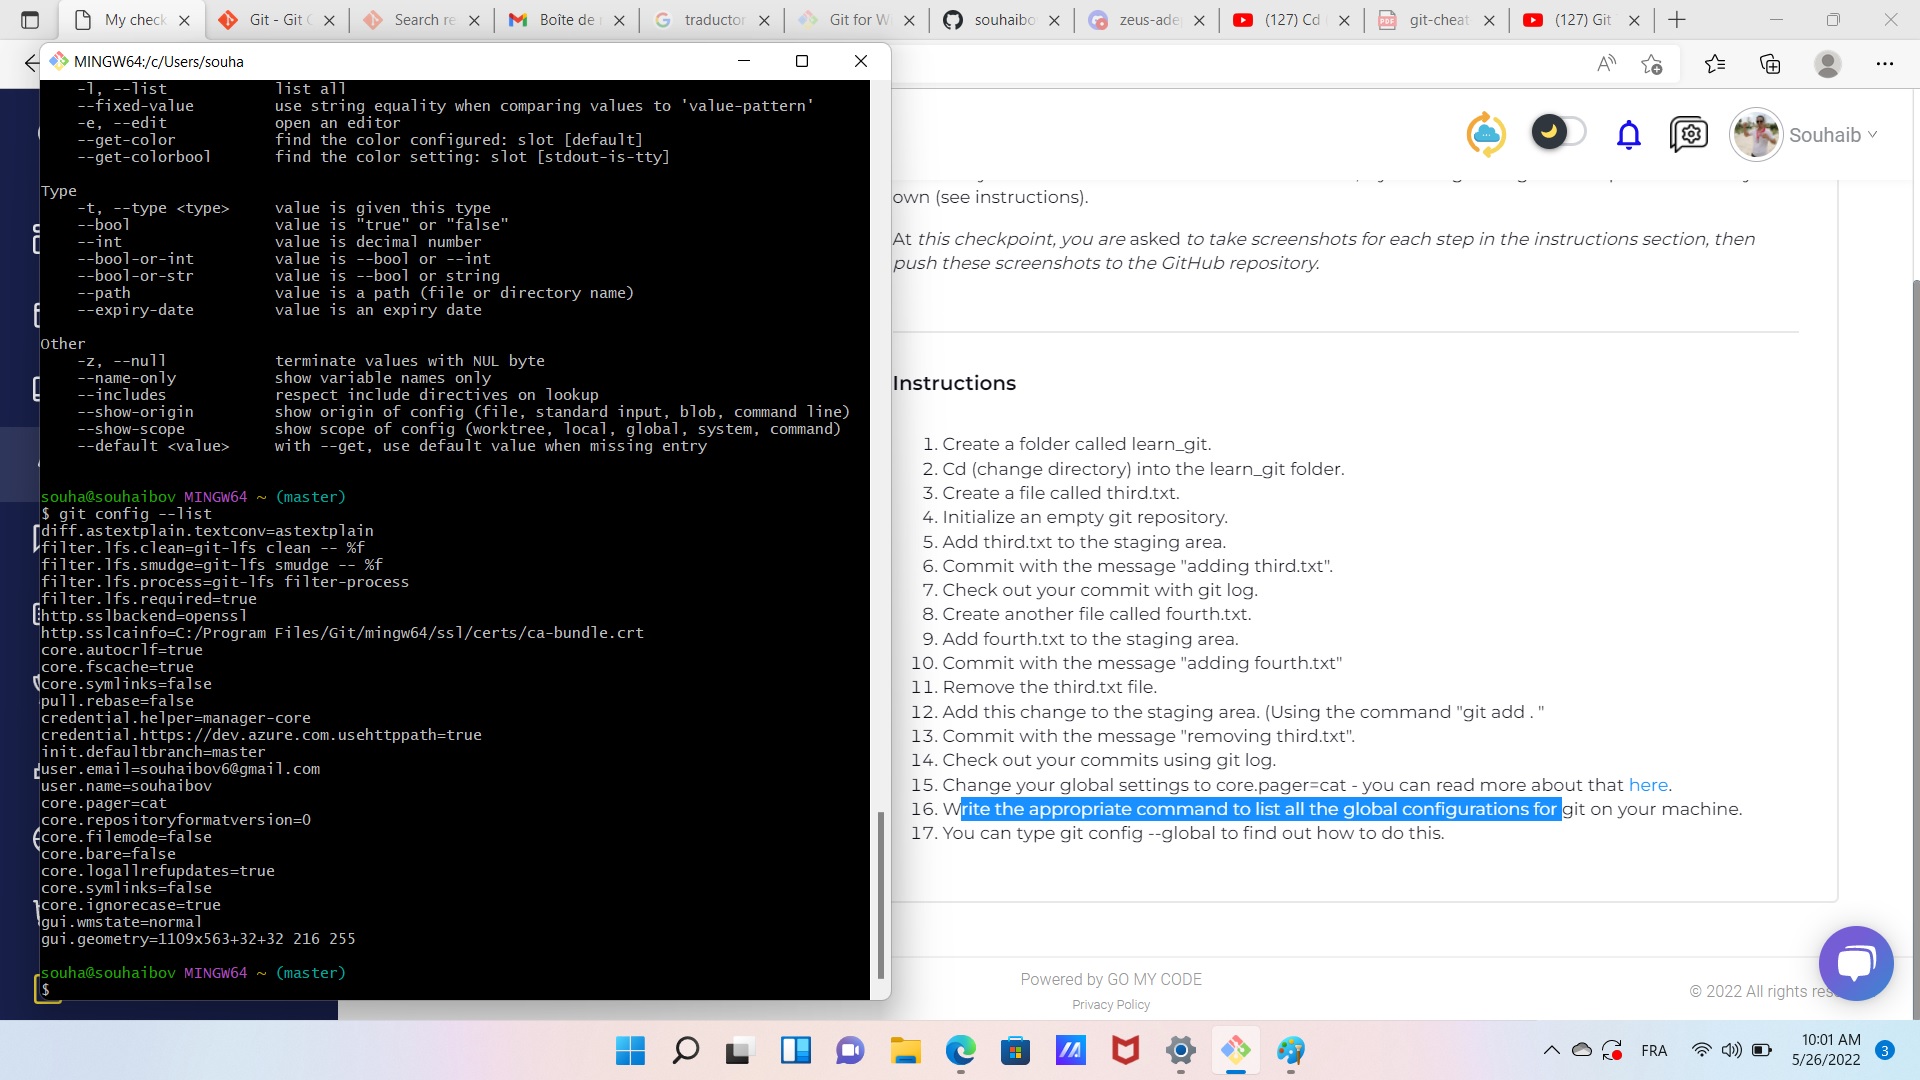 My check
Git - Git
Search re
Boîte de
traductor
Git for W
souhaibo
zeus-ade
(127) Cd
git-cheat
(127) Git
MINGW64:/c/Users/souha
-l, --list list all
--fixed-value use string equality when comparing values to 'value-pattern'
-e, --edit open an editor
--get-color find the color configured: slot [default]
--get-colorbool find the color setting: slot [stdout-is-tty]
Type
-t, --type <type> value is given this type
--bool value is "true" or "false"
--int value is decimal number
--bool-or-int value is --bool or --int
--bool-or-str value is --bool or string
--path value is a path (file or directory name)
--expiry-date value is an expiry date
Other
-z, --null terminate values with NUL byte
--name-only show variable names only
--includes respect include directives on lookup
--show-origin show origin of config (file, standard input, blob, command line)
--show-scope show scope of config (worktree, local, global, system, command)
--default <value> with --get, use default value when missing entry
souha@souhaibov MINGW64 ~ (master)
$ git config --list
diff.astextplain.textconv=astextplain
filter.lfs.clean=git-lfs clean -- %f
filter.lfs.smudge=git-lfs smudge -- %f
filter.lfs.process=git-lfs filter-process
filter.lfs.required=true
http.sslbackend=openssl
http.sslcainfo=C:/Program Files/Git/mingw64/ssl/certs/ca-bundle.crt
core.autocrlf=true
core.fscache=true
core.symlinks=false
pull.rebase=false
credential.helper=manager-core
credential.https://dev.azure.com.usehttppath=true
init.defaultbranch=master
user.email=souhaibov6@gmail.com
user.name=souhaibov
core.pager=cat
core.repositoryformatversion=0
core.filemode=false
core.bare=false
core.logallrefupdates=true
core.symlinks=false
core.ignorecase=true
gui.wmstate=normal
gui.geometry=1109x563+32+32 216 255
souha@souhaibov MINGW64 ~ (master)
$
Souhaib
own (see instructions).
At this checkpoint, you are asked to take screenshots for each step in the instructions section, then
push these screenshots to the GitHub repository.
Instructions
1. Create a folder called learn_git.
2. Cd (change directory) into the learn_git folder.
3. Create a file called third.txt.
4. Initialize an empty git repository.
5. Add third.txt to the staging area.
6. Commit with the message "adding third.txt".
7. Check out your commit with git log.
8. Create another file called fourth.txt.
9. Add fourth.txt to the staging area.
10. Commit with the message "adding fourth.txt"
11. Remove the third.txt file.
12. Add this change to the staging area. (Using the command "git add . "
13. Commit with the message "removing third.txt".
14. Check out your commits using git log.
15. Change your global settings to core.pager=cat - you can read more about that here.
16. Write the appropriate command to list all the global configurations for git on your machine.
17. You can type git config --global to find out how to do this.
Powered by GO MY CODE
Privacy Policy
© 2022 All rights res
FRA
10:01 AM
5/26/2022
3